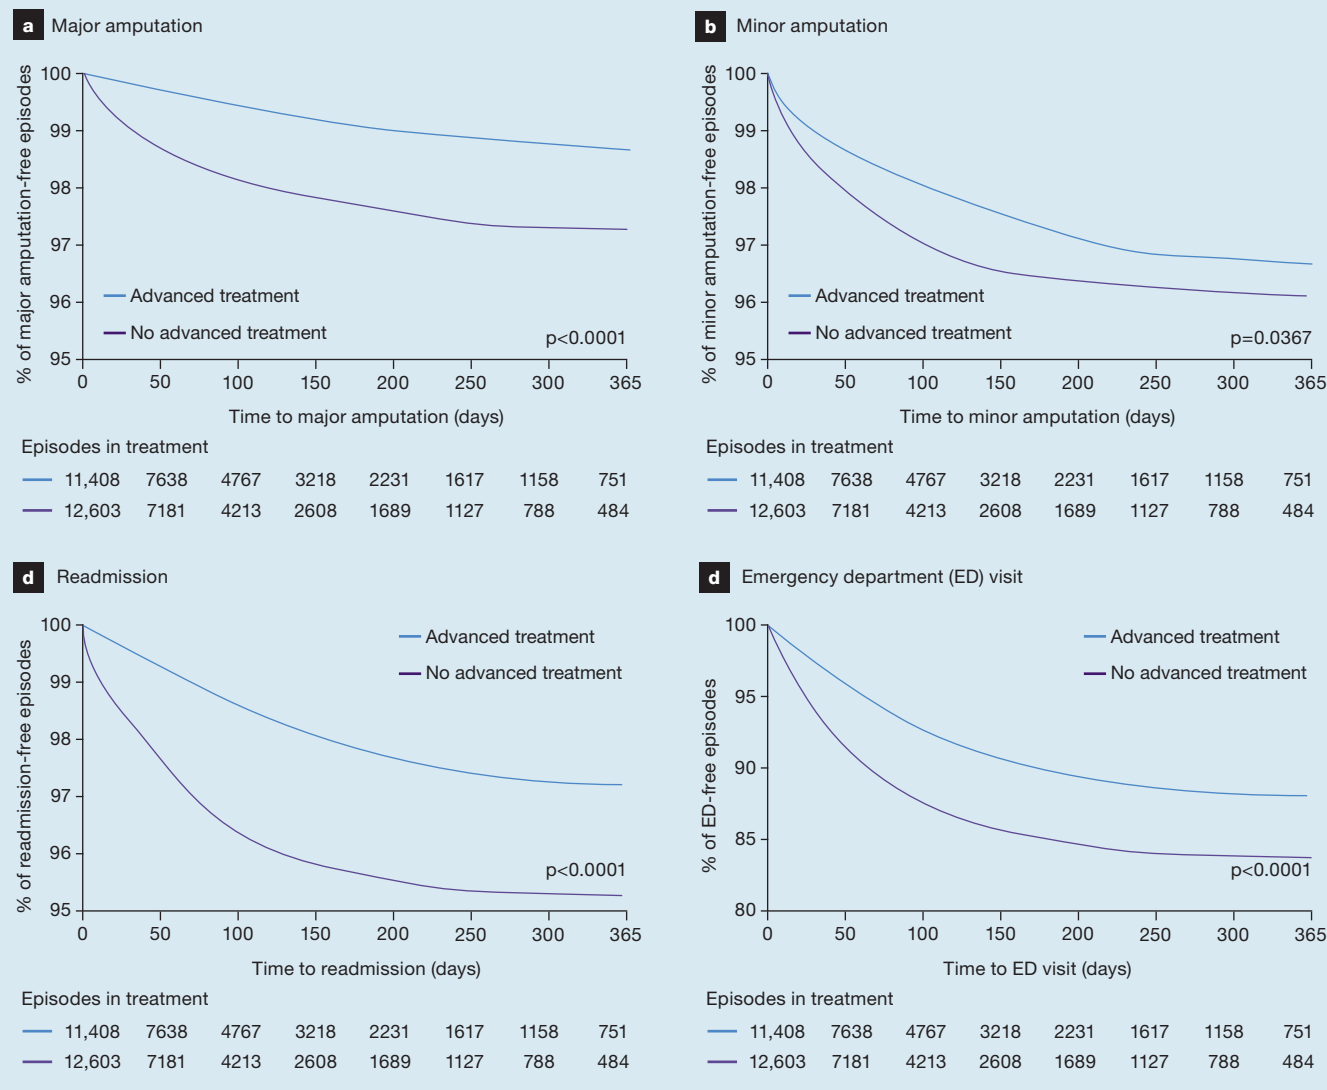 a Major amputation
% of major amputation-free episodes
100
99
98
97
96
95
Advanced treatment
No advanced treatment
p<0.0001
0 50 100 150 200 250 300 365
Time to major amputation (days)
Episodes in treatment
11,408 7638 4767 3218 2231 1617 1158 751
12,603 7181 4213 2608 1689 1127 788 484
b Minor amputation
% of minor amputation-free episodes
100
99
98
97
96
95
Advanced treatment
No advanced treatment
p=0.0367
0 50 100 150 200 250 300 365
Time to minor amputation (days)
Episodes in treatment
11,408 7638 4767 3218 2231 1617 1158 751
12,603 7181 4213 2608 1689 1127 788 484
d Readmission
% of readmission-free episodes
100
99
98
97
96
95
Advanced treatment
No advanced treatment
p<0.0001
0 50 100 150 200 250 300 365
Time to readmission (days)
Episodes in treatment
11,408 7638 4767 3218 2231 1617 1158 751
12,603 7181 4213 2608 1689 1127 788 484
d Emergency department (ED) visit
% of ED-free episodes
100
95
90
85
80
Advanced treatment
No advanced treatment
p<0.0001
0 50 100 150 200 250 300 365
Time to ED visit (days)
Episodes in treatment
11,408 7638 4767 3218 2231 1617 1158 751
12,603 7181 4213 2608 1689 1127 788 484